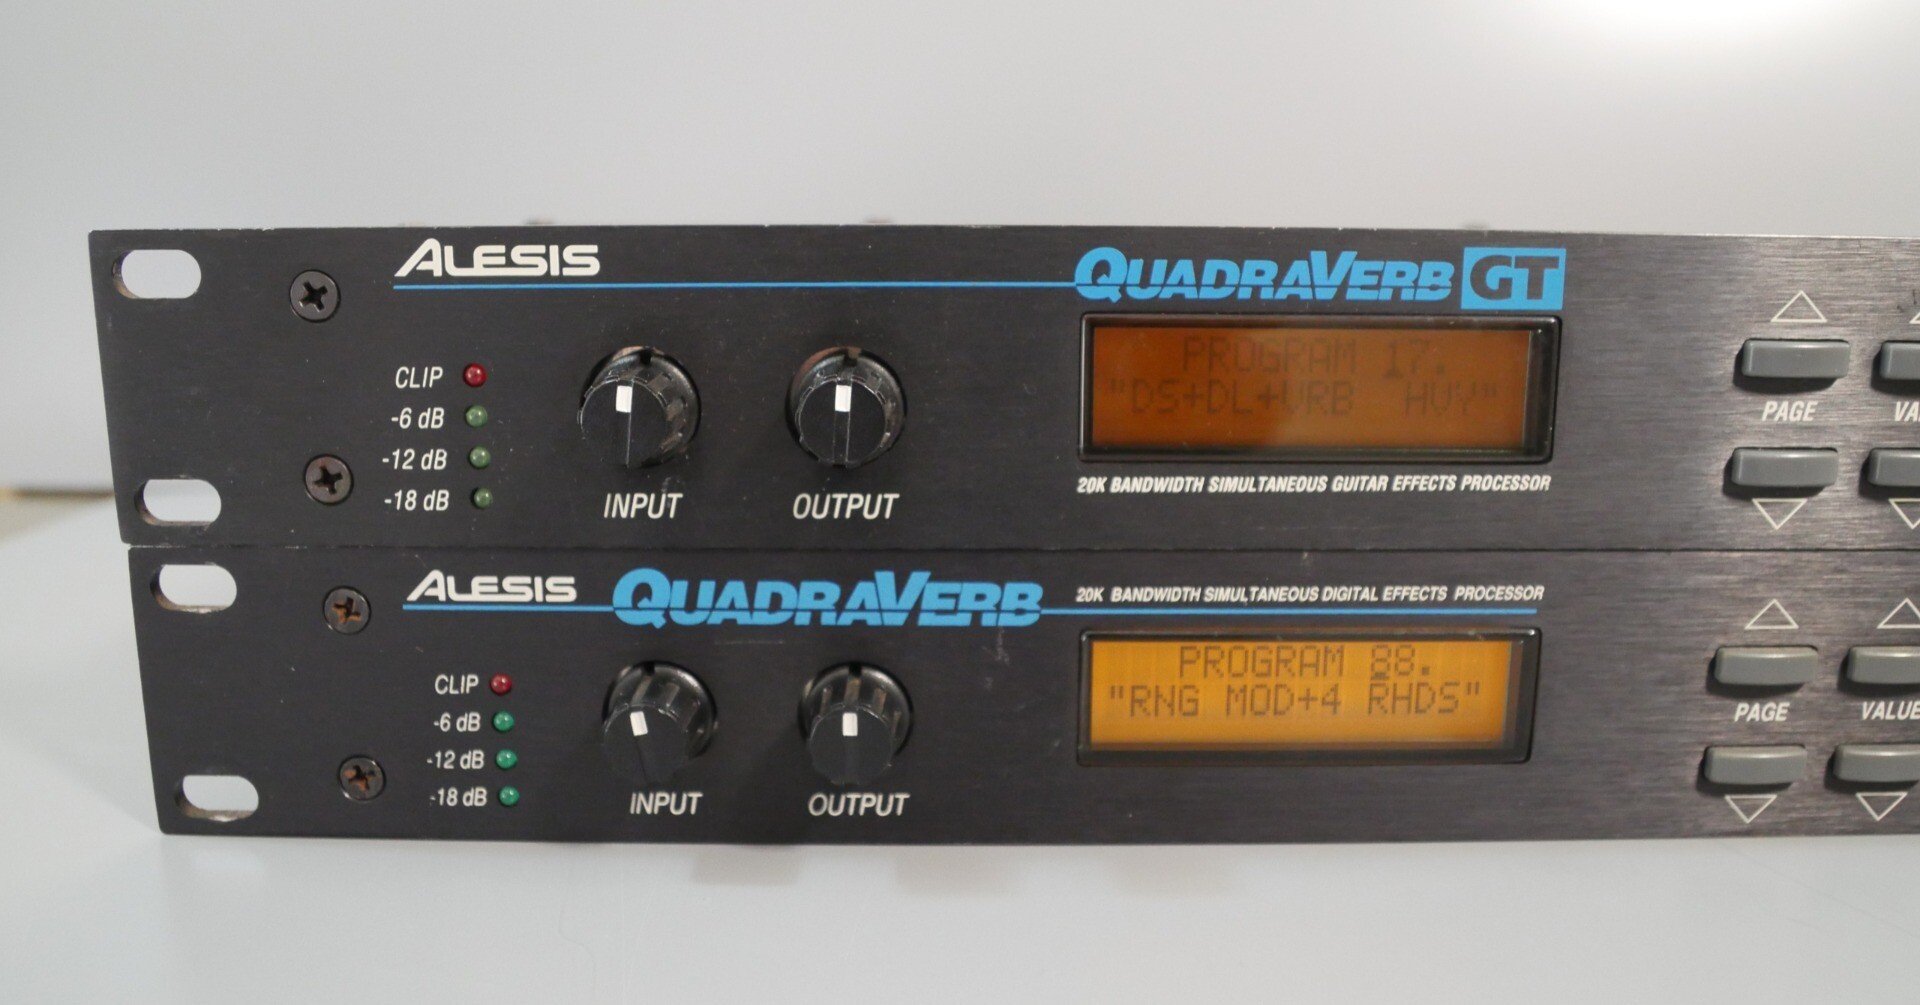 ALESIS
QUADRAVERB GT
CLIP
-6 dB
-12 dB
-18 dB
INPUT
OUTPUT
PROGRAM 17.
"DS+DL+VRB HVY"
20K BANDWIDTH SIMULTANEOUS GUITAR EFFECTS PROCESSOR
PAGE
VA
ALESIS
QUADRAVERB
20K BANDWIDTH SIMULTANEOUS DIGITAL EFFECTS PROCESSOR
CLIP
-6 dB
-12 dB
-18 dB
INPUT
OUTPUT
PROGRAM 88.
"RNG MOD+4 RHDS"
PAGE
VALUE